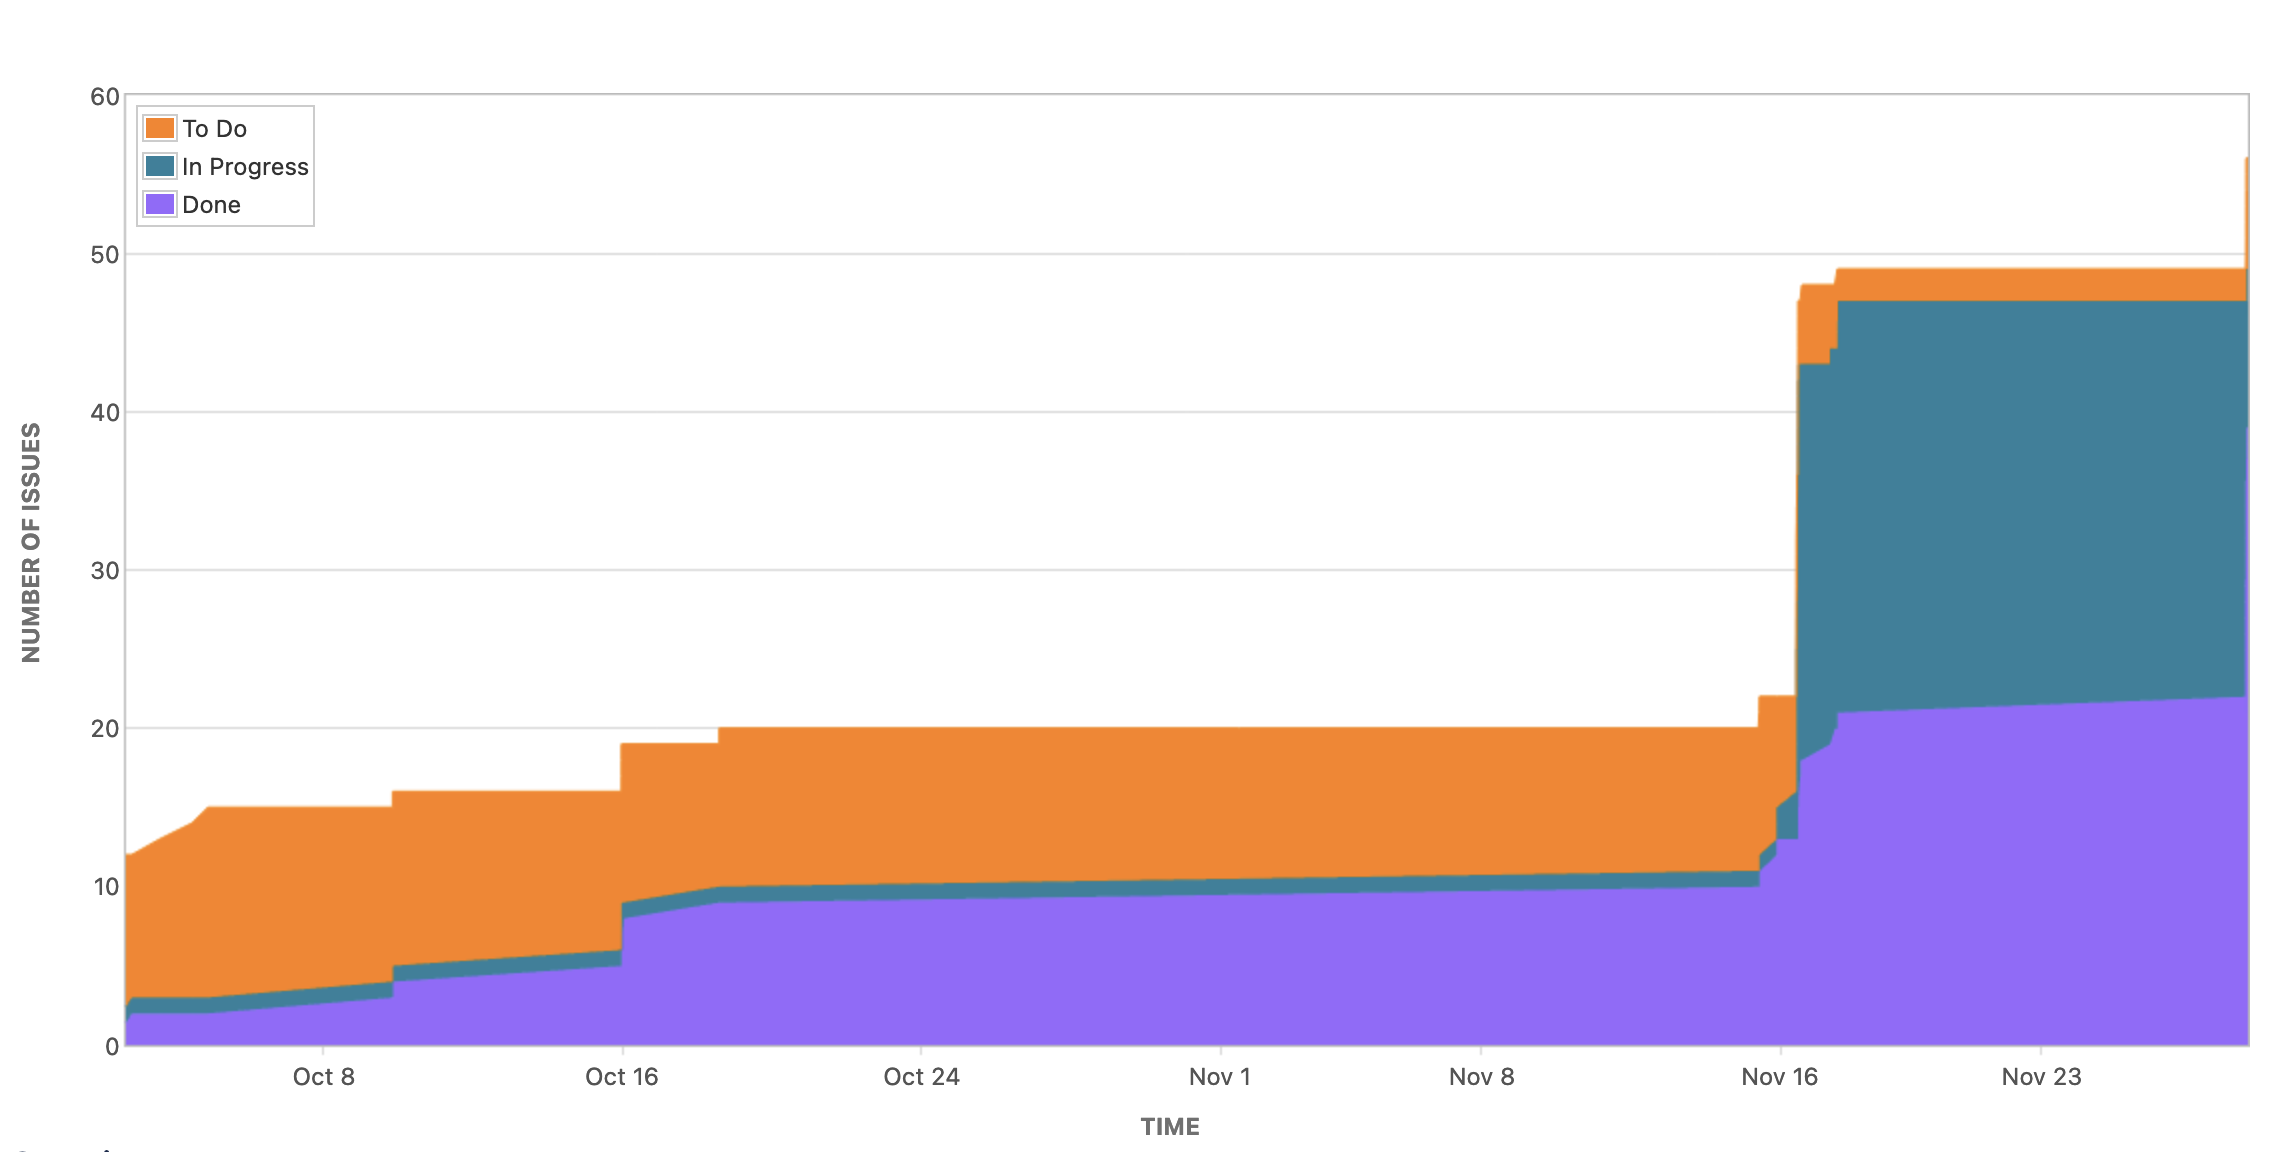 60
To Do
In Progress
Done
50
40
30
20
10
0
NUMBER OF ISSUES
Oct 8
Oct 16
Oct 24
Nov 1
Nov 8
Nov 16
Nov 23
TIME